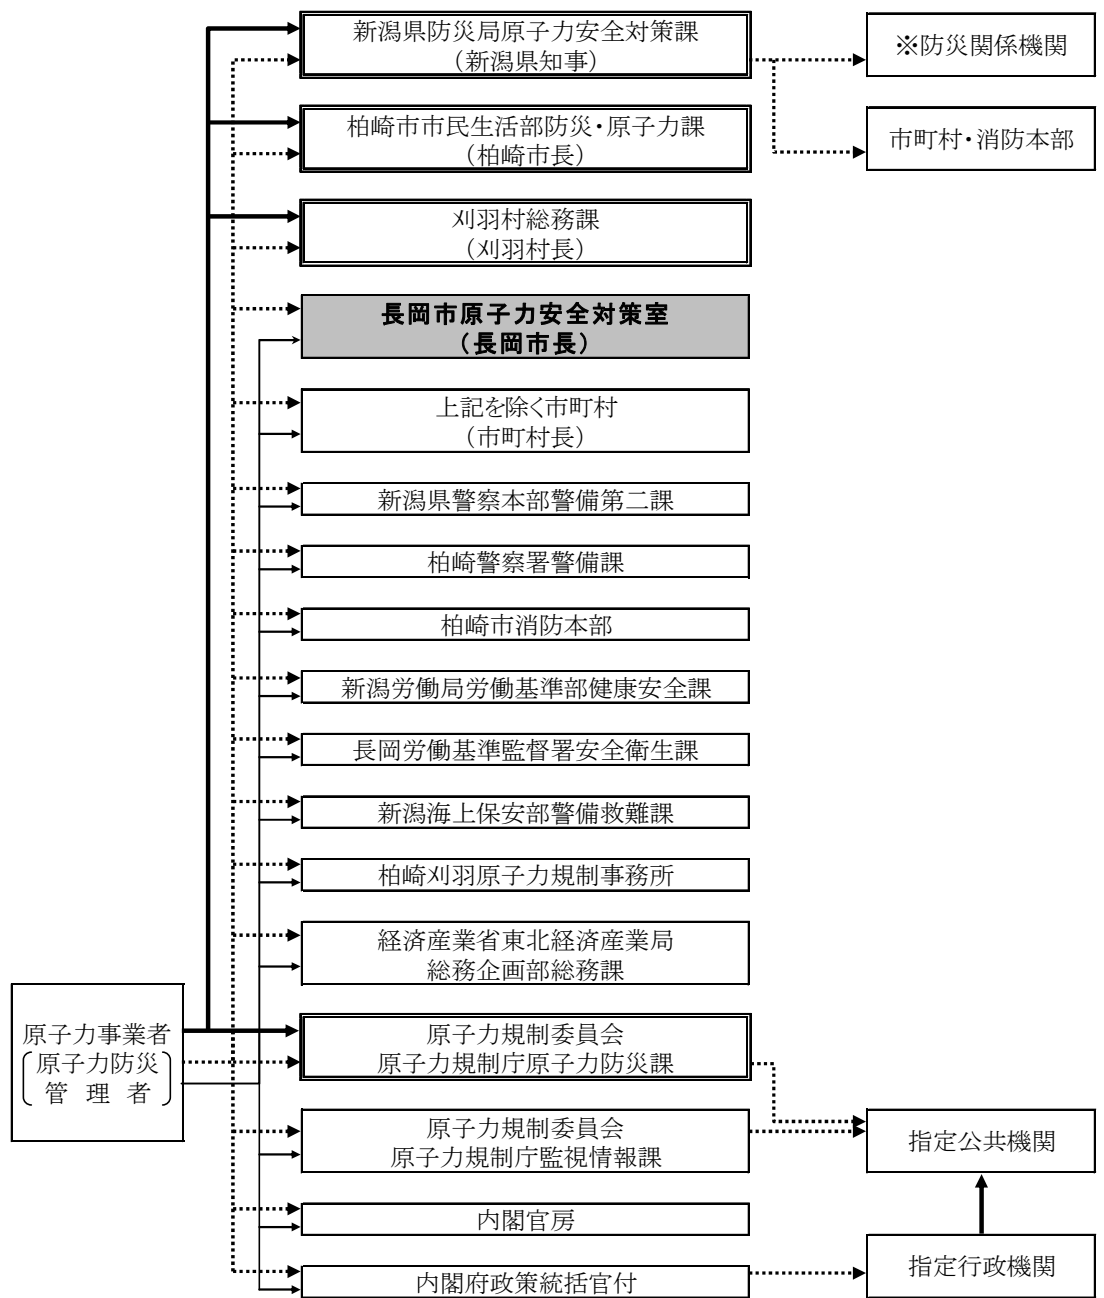 新潟県防災局原子力安全対策課
（新潟県知事）
※防災関係機関
柏崎市市民生活部防災・原子力課
（柏崎市長）
市町村・消防本部
刈羽村総務課
（刈羽村長）
長岡市原子力安全対策室
（長岡市長）
上記を除く市町村
（市町村長）
新潟県警察本部警備第二課
柏崎警察署警備課
柏崎市消防本部
新潟労働局労働基準部健康安全課
長岡労働基準監督署安全衛生課
新潟海上保安部警備救難課
柏崎刈羽原子力規制事務所
経済産業省東北経済産業局
総務企画部総務課
原子力事業者
原子力防災
管理者
原子力規制委員会
原子力規制庁原子力防災課
原子力規制委員会
原子力規制庁監視情報課
指定公共機関
内閣官房
内閣府政策統括官付
指定行政機関